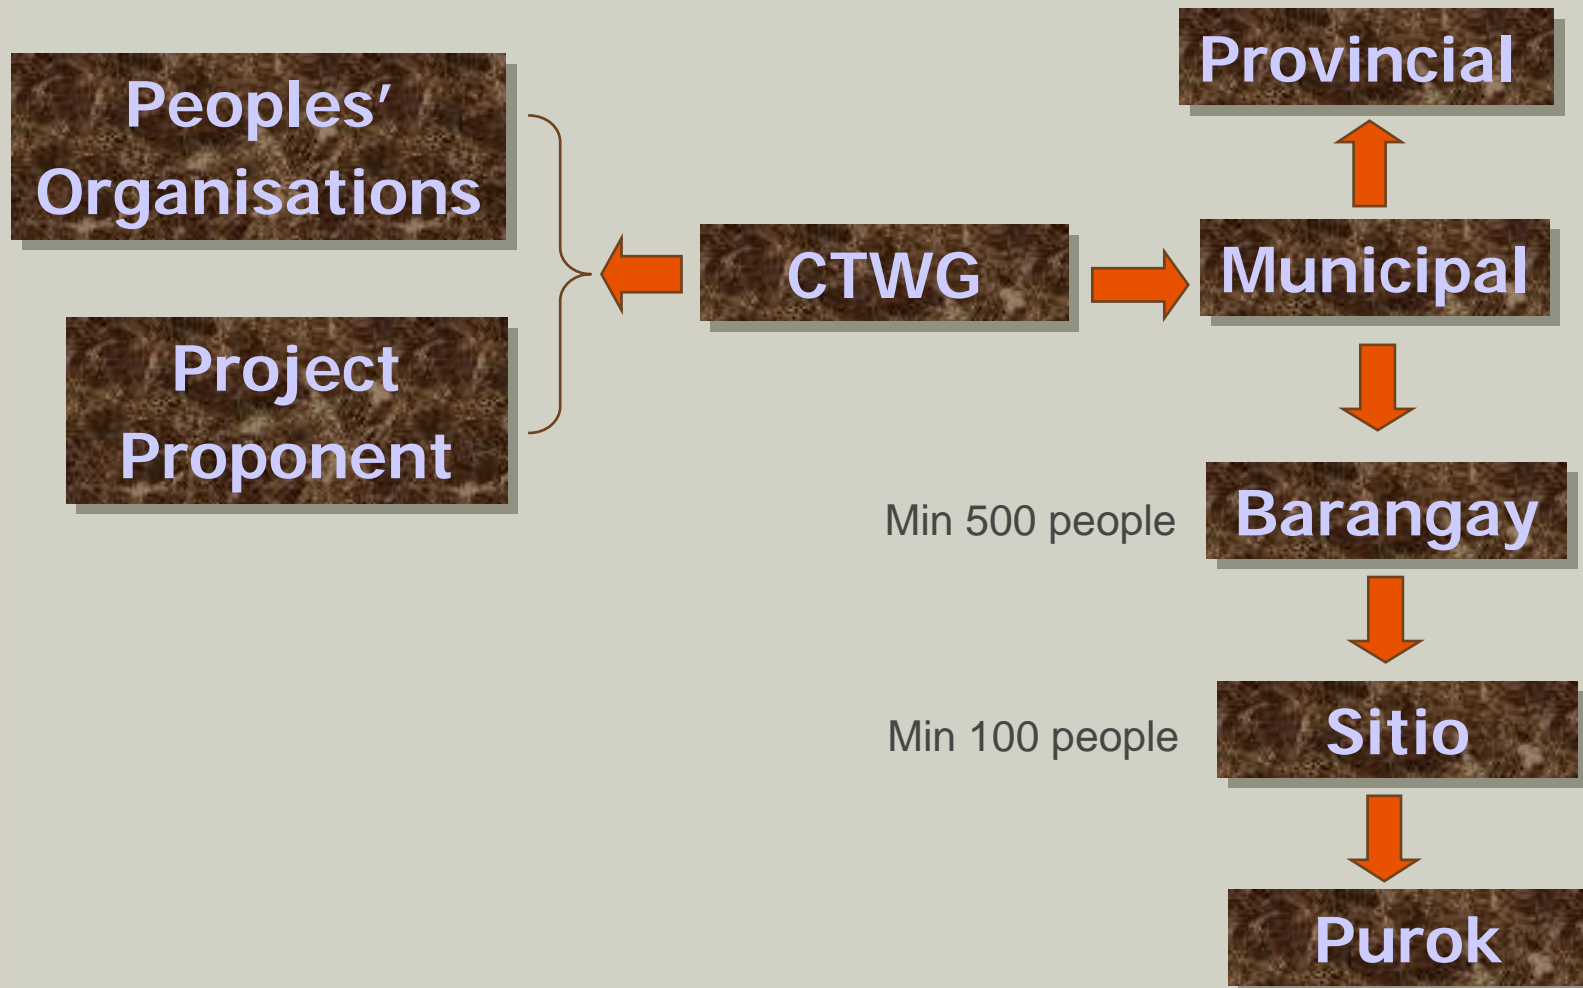 Provincial
Peoples’
Organisations
CTWG
Municipal
Project
Proponent
Min 500 people
Barangay
Min 100 people
Sitio
Purok